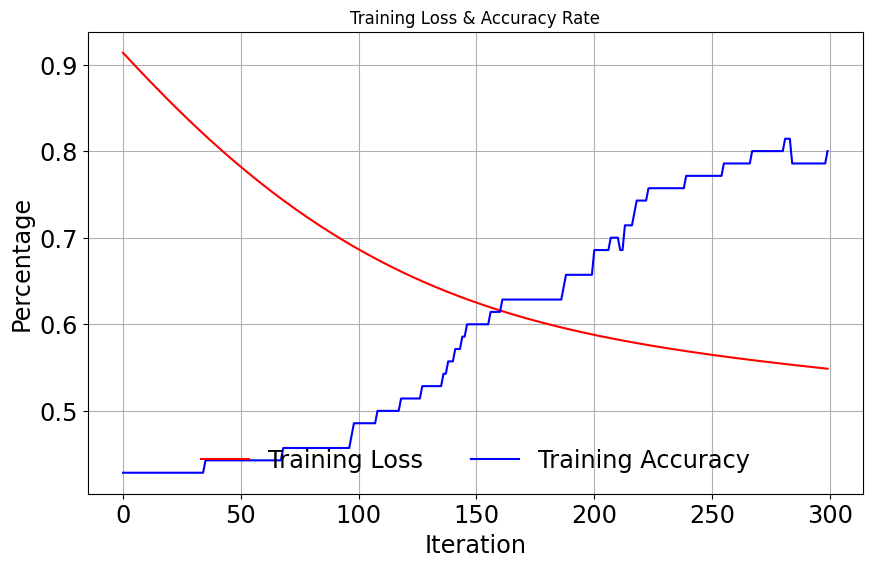 Training Loss & Accuracy Rate
Percentage
0.9
0.8
0.7
0.6
0.5
Training Loss Training Accuracy
0 50 100 150 200 250 300
Iteration